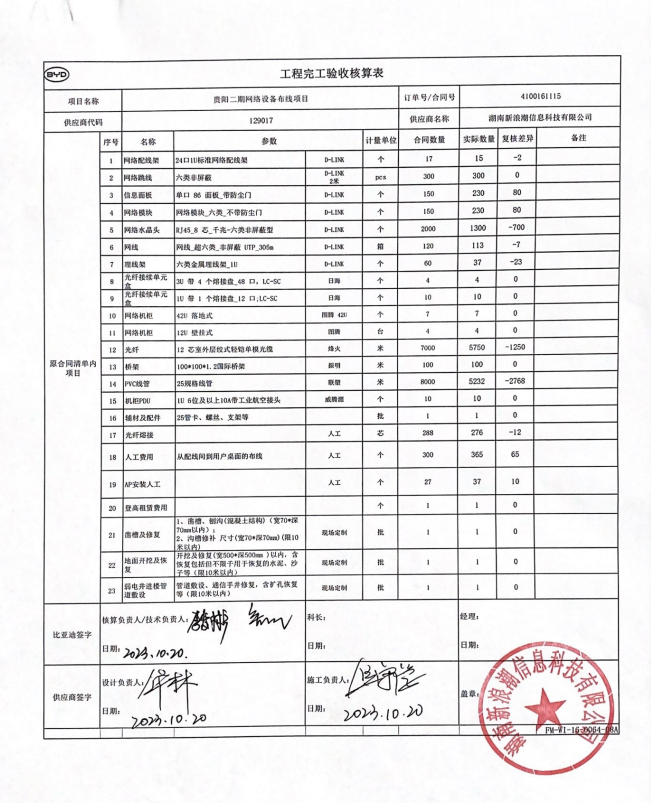 BYD
工程完工验收核算表
项目名称 贵阳二期网络设备布线项目 订单号/合同号 4100161115
供应商代码 129017 供应商名称 湖南新浪潮信息科技有限公司
原合同清单内项目
序号 名称 参数 计量单位 合同数量 实际数量 复核差异 备注
1 网络配线架 24口1U标准网络配线架 D-LINK 个 17 15 -2
2 网络跳线 六类非屏蔽 D-LINK 2米 pcs 300 300 0
3 信息面板 单口 86 面板_带防尘门 D-LINK 个 150 230 80
4 网络模块 网络模块_六类_不带防尘门 D-LINK 个 150 230 80
5 网络水晶头 RJ45_8 芯_千兆-六类非屏蔽型 D-LINK 个 2000 1300 -700
6 网线 网线_超六类_非屏蔽 UTP_305m D-LINK 箱 120 113 -7
7 理线架 六类金属理线架_1U D-LINK 个 60 37 -23
8 光纤接续单元盒 3U 带 4 个熔接盘_48 口, LC-SC 日海 个 4 4 0
9 光纤接续单元盒 1U 带 1 个熔接盘_12 口;LC-SC 日海 个 10 10 0
10 网络机柜 42U 落地式 图腾 42U 个 7 7 0
11 网络机柜 12U 壁挂式 图腾 台 4 4 0
12 光纤 12 芯室外层绞式轻铠单模光缆 烽火 米 7000 5750 -1250
13 桥架 100*100*1.2国际桥架 振明 米 100 100 0
14 PVC线管 25规格线管 联塑 米 8000 5232 -2768
15 机柜PDU 1U 6位及以上10A带工业航空接头 威腾源 个 10 10 0
16 辅材及配件 25管卡、螺丝、支架等 批 1 1 0
17 光纤熔接 人工 芯 288 276 -12
18 人工费用 从配线间到用户桌面的布线 人工 个 300 365 65
19 AP安装人工 人工 个 27 37 10
20 登高租赁费用 个 1 1 0
21 凿槽及修复 1、凿槽、刨沟(混凝土结构)(宽70*深70mm以内); 2、沟槽修补 尺寸(宽70*深70mm)(限10米以内) 现场定制 批 1 1 0
22 地面开挖及恢复 开挖及修复(宽500*深500mm )以内, 含恢复包括但不限于用于恢复的水泥、沙子等 (限10米以内) 现场定制 批 1 1 0
23 弱电井进楼管道敷设 管道敷设、通信手井修复, 含扩孔恢复等 (限10米以内) 现场定制 批 1 1 0
比亚迪签字 核算负责人/技术负责人: 科长: 经理:
日期: 2023.10.20. 日期: 日期:
供应商签字 设计负责人: 施工负责人: 盖章:
日期: 2023.10.20 日期: 2023.10.20
湖南新浪潮信息科技有限公司
FM-WI-16-0064-08A